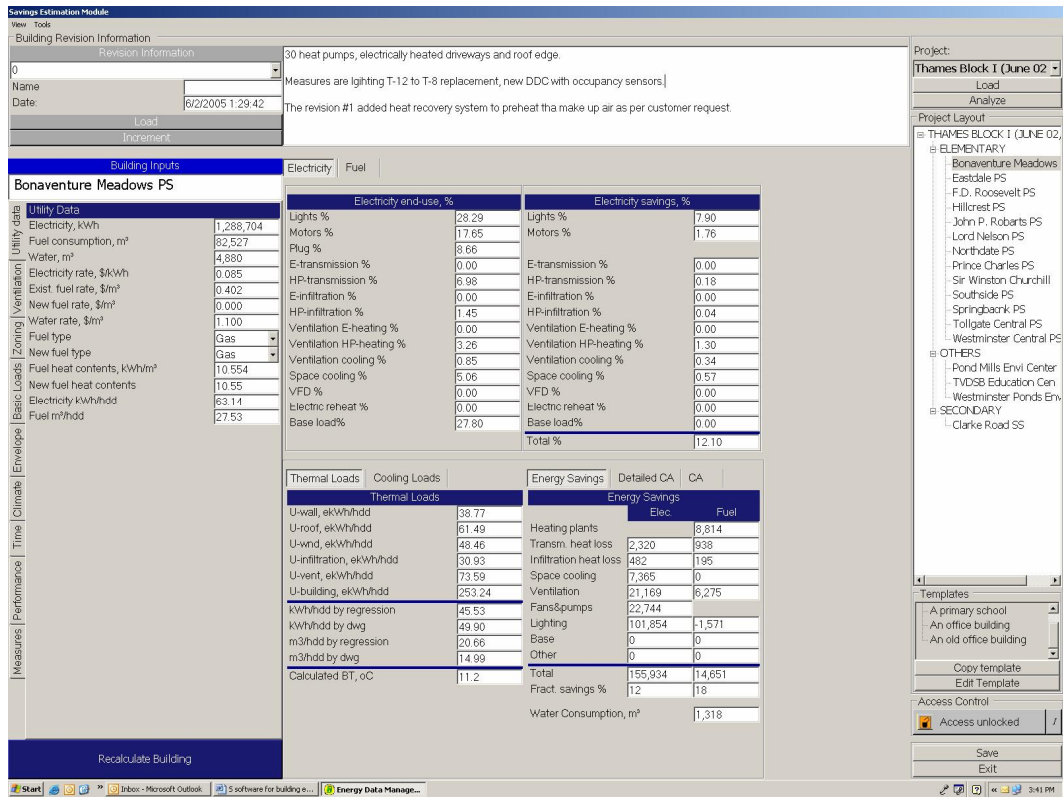 Savings Estimation Module
View Tools
Building Revision Information
Revision Information
0
Name
Date: 6/2/2005 1:29:42
Load
Increment
30 heat pumps, electrically heated driveways and roof edge.
Measures are lgihting T-12 to T-8 replacement, new DDC with occupancy sensors.
The revision #1 added heat recovery system to preheat tha make up air as per customer request.
Building Inputs
Bonaventure Meadows PS
Utility data
Ventilation
Zoning
Basic Loads
Envelope
Climate
Time
Performance
Measures
Utility Data
Electricity, kWh 1,288,704
Fuel consumption, m³ 82,527
Water, m³ 4,880
Electricity rate, $/kWh 0.085
Exist. fuel rate, $/m³ 0.402
New fuel rate, $/m³ 0.000
Water rate, $/m³ 1.100
Fuel type Gas
New fuel type Gas
Fuel heat contents, kWh/m³ 10.554
New fuel heat contents 10.55
Electricity kWh/hdd 63.14
Fuel m³/hdd 27.53
Recalculate Building
Electricity Fuel
Electricity end-use, %
Lights % 28.29
Motors % 17.65
Plug % 8.66
E-transmission % 0.00
HP-transmission % 6.98
E-infiltration % 0.00
HP-infiltration % 1.45
Ventilation E-heating % 0.00
Ventilation HP-heating % 3.26
Ventilation cooling % 0.85
Space cooling % 5.06
VFD % 0.00
Electric reheat % 0.00
Base load% 27.80
Electricity savings, %
Lights % 7.90
Motors % 1.76
E-transmission % 0.00
HP-transmission % 0.18
E-infiltration % 0.00
HP-infiltration % 0.04
Ventilation E-heating % 0.00
Ventilation HP-heating % 1.30
Ventilation cooling % 0.34
Space cooling % 0.57
VFD % 0.00
Electric reheat % 0.00
Base load% 0.00
Total % 12.10
Thermal Loads Cooling Loads
Thermal Loads
U-wall, ekWh/hdd 38.77
U-roof, ekWh/hdd 61.49
U-wnd, ekWh/hdd 48.46
U-infiltration, ekWh/hdd 30.93
U-vent, ekWh/hdd 73.59
U-building, ekWh/hdd 253.24
kWh/hdd by regression 45.53
kWh/hdd by dwg 49.90
m3/hdd by regression 20.66
m3/hdd by dwg 14.99
Calculated BT, oC 11.2
Energy Savings Detailed CA CA
Energy Savings
Elec. Fuel
Heating plants 8,814
Transm. heat loss 2,320 938
Infiltration heat loss 482 195
Space cooling 7,365 0
Ventilation 21,169 6,275
Fans&pumps 22,744
Lighting 101,854 -1,571
Base 0 0
Other 0 0
Total 155,934 14,651
Fract. savings % 12 18
Water Consumption, m³ 1,318
Project:
Thames Block I (June 02
Load
Analyze
Project Layout
THAMES BLOCK I (JUNE 02,
ELEMENTARY
Bonaventure Meadows
Eastdale PS
F.D. Roosevelt PS
Hillcrest PS
John P. Robarts PS
Lord Nelson PS
Northdate PS
Prince Charles PS
Sir Winston Churchill
Southside PS
Springbacnk PS
Tollgate Central PS
Westminster Central PS
OTHERS
Pond Mills Envi Center
TVDSB Education Cen
Westminster Ponds Env
SECONDARY
Clarke Road SS
Templates
A primary school
An office building
An old office building
Copy template
Edit Template
Access Control
Access unlocked I
Save
Exit
Start » Inbox - Microsoft Outlook S software for building e... Energy Data Manage... « 3:41 PM